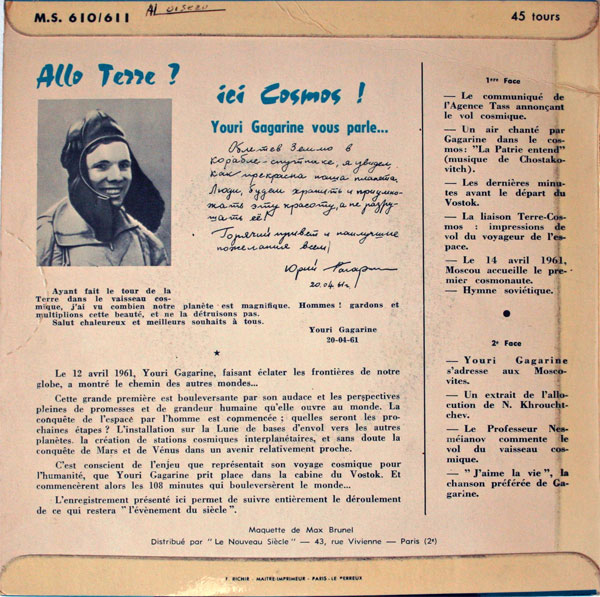 M.S. 610/611
45 tours
Allo Terre ?
ici Cosmos !
Youri Gagarine vous parle...
Облетев Землю в
корабле-спутнике, я увидел,
как прекрасна наша планета.
Люди, будем хранить и приумно-
жать эту красоту, а не разру-
шать её!
Горячий привет и наилучшие
пожелания всем!
Юрий Гагарин
20.04.61г.
Ayant fait le tour de la
Terre dans le vaisseau cos-
mique, j'ai vu combien notre planète est magnifique. Hommes ! gardons et
multiplions cette beauté, et ne la détruisons pas.
Salut chaleureux et meilleurs souhaits à tous.
Youri Gagarine
20-04-61
Le 12 avril 1961, Youri Gagarine, faisant éclater les frontières de notre
globe, a montré le chemin des autres mondes...
Cette grande première est bouleversante par son audace et les perspectives
pleines de promesses et de grandeur humaine qu'elle ouvre au monde. La
conquête de l'espace par l'homme est commencée ; quelles seront les pro-
chaines étapes ? L'installation sur la Lune de bases d'envol vers les autres
planètes. la création de stations cosmiques interplanétaires, et sans doute la
conquête de Mars et de Vénus dans un avenir relativement proche.
C'est conscient de l'enjeu que représentait son voyage cosmique pour
l'humanité, que Youri Gagarine prit place dans la cabine du Vostok. Et
commencèrent alors les 108 minutes qui bouleversèrent le monde...
L'enregistrement présenté ici permet de suivre entièrement le déroulement
de ce qui restera "l'évènement du siècle".
Maquette de Max Brunel
Distribué par "Le Nouveau Siècle" — 43, rue Vivienne — Paris (2e)
1ère Face
— Le communiqué de
l'Agence Tass annonçant
le vol cosmique.
— Un air chanté par
Gagarine dans le cos-
mos : "La Patrie entend"
(musique de Chostako-
vitch).
— Les dernières minu-
tes avant le départ du
Vostok.
— La liaison Terre-Cos-
mos : impressions de
vol du voyageur de l'es-
pace.
— Le 14 avril 1961,
Moscou accueille le pre-
mier cosmonaute.
— Hymne soviétique.
2e Face
— Youri Gagarine
s'adresse aux Mosco-
vites.
— Un extrait de l'allo-
cution de N. Khroucht-
chev.
— Le Professeur Nes-
méianov commente le
vol du vaisseau cos-
mique.
— "J'aime la vie", la
chanson préférée de Ga-
garine.
F. RICHIR - MAITRE-IMPRIMEUR - PARIS - LE PERREUX